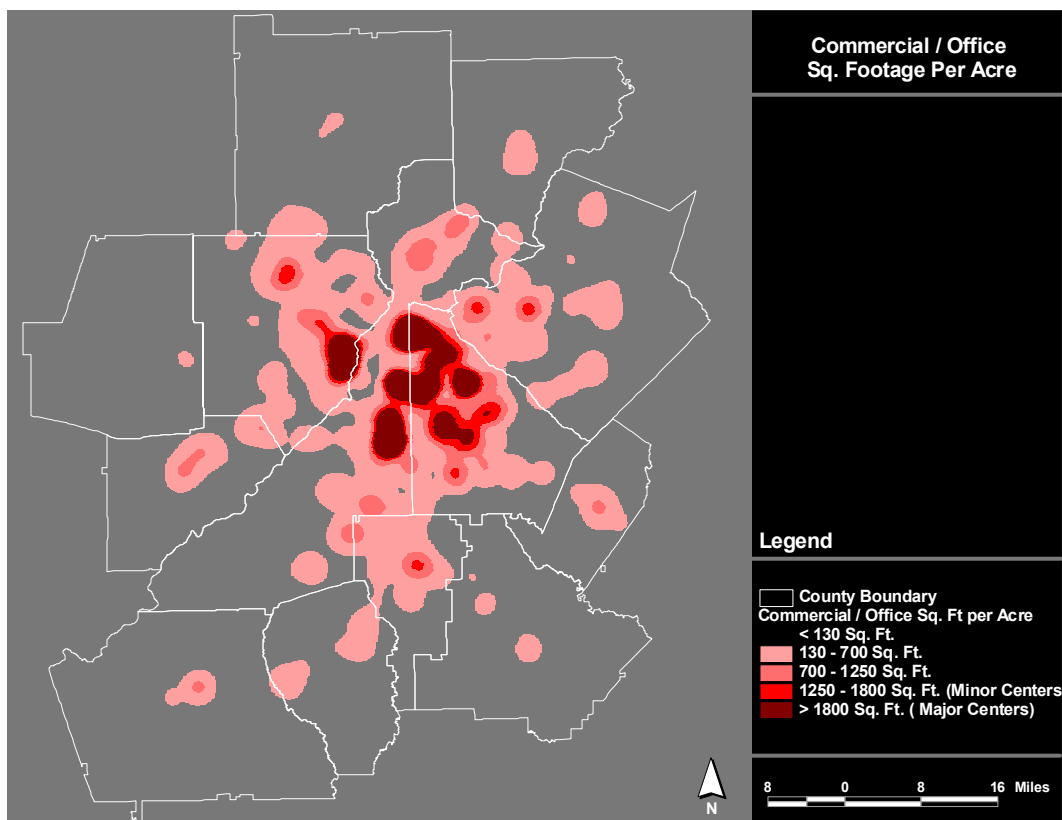 Commercial / Office
Sq. Footage Per Acre
Legend
County Boundary
Commercial / Office Sq. Ft per Acre
< 130 Sq. Ft.
130 - 700 Sq. Ft.
700 - 1250 Sq. Ft.
1250 - 1800 Sq. Ft. (Minor Centers
> 1800 Sq. Ft. ( Major Centers)
N
8 0 8 16 Miles